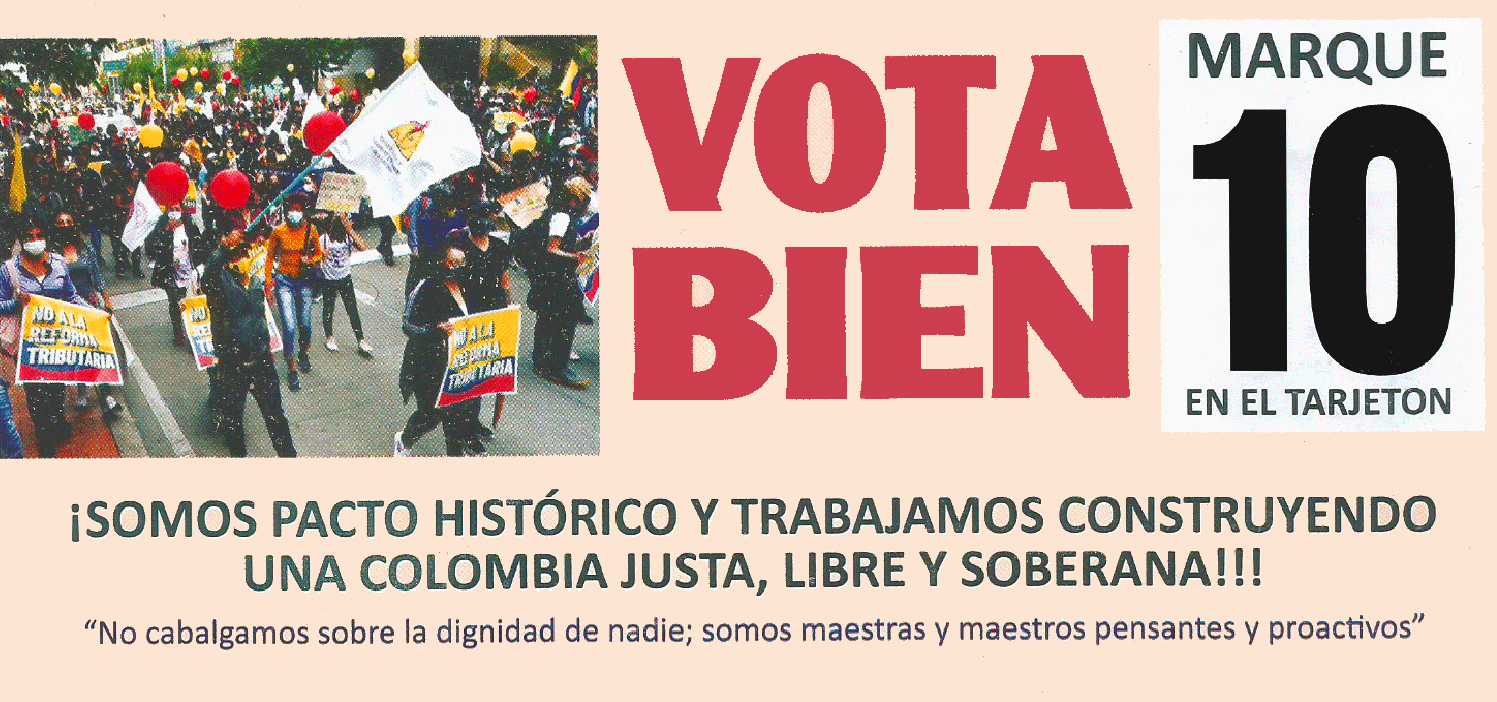 NO A LA
REFORMA
TRIBUTARIA
NO
NO A LA
REFORMA
TRIBUTARIA
VOTA
BIEN
MARQUE
10
EN EL TARJETON
¡SOMOS PACTO HISTÓRICO Y TRABAJAMOS CONSTRUYENDO
UNA COLOMBIA JUSTA, LIBRE Y SOBERANA!!!
“No cabalgamos sobre la dignidad de nadie; somos maestras y maestros pensantes y proactivos”